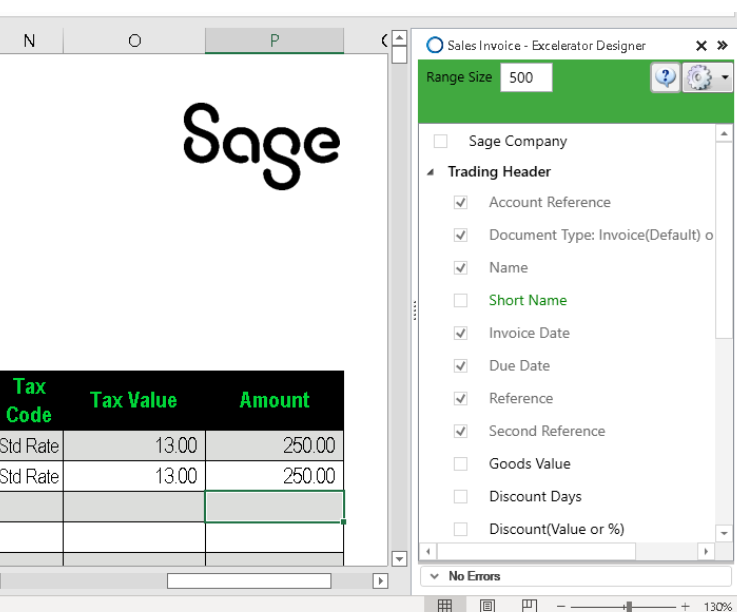 N O P
Sage
Tax Code Tax Value Amount
Std Rate 13.00 250.00
Std Rate 13.00 250.00
Sales Invoice - Excelerator Designer
Range Size 500
Sage Company
Trading Header
Account Reference
Document Type: Invoice(Default) o
Name
Short Name
Invoice Date
Due Date
Reference
Second Reference
Goods Value
Discount Days
Discount(Value or %)
No Errors
130%